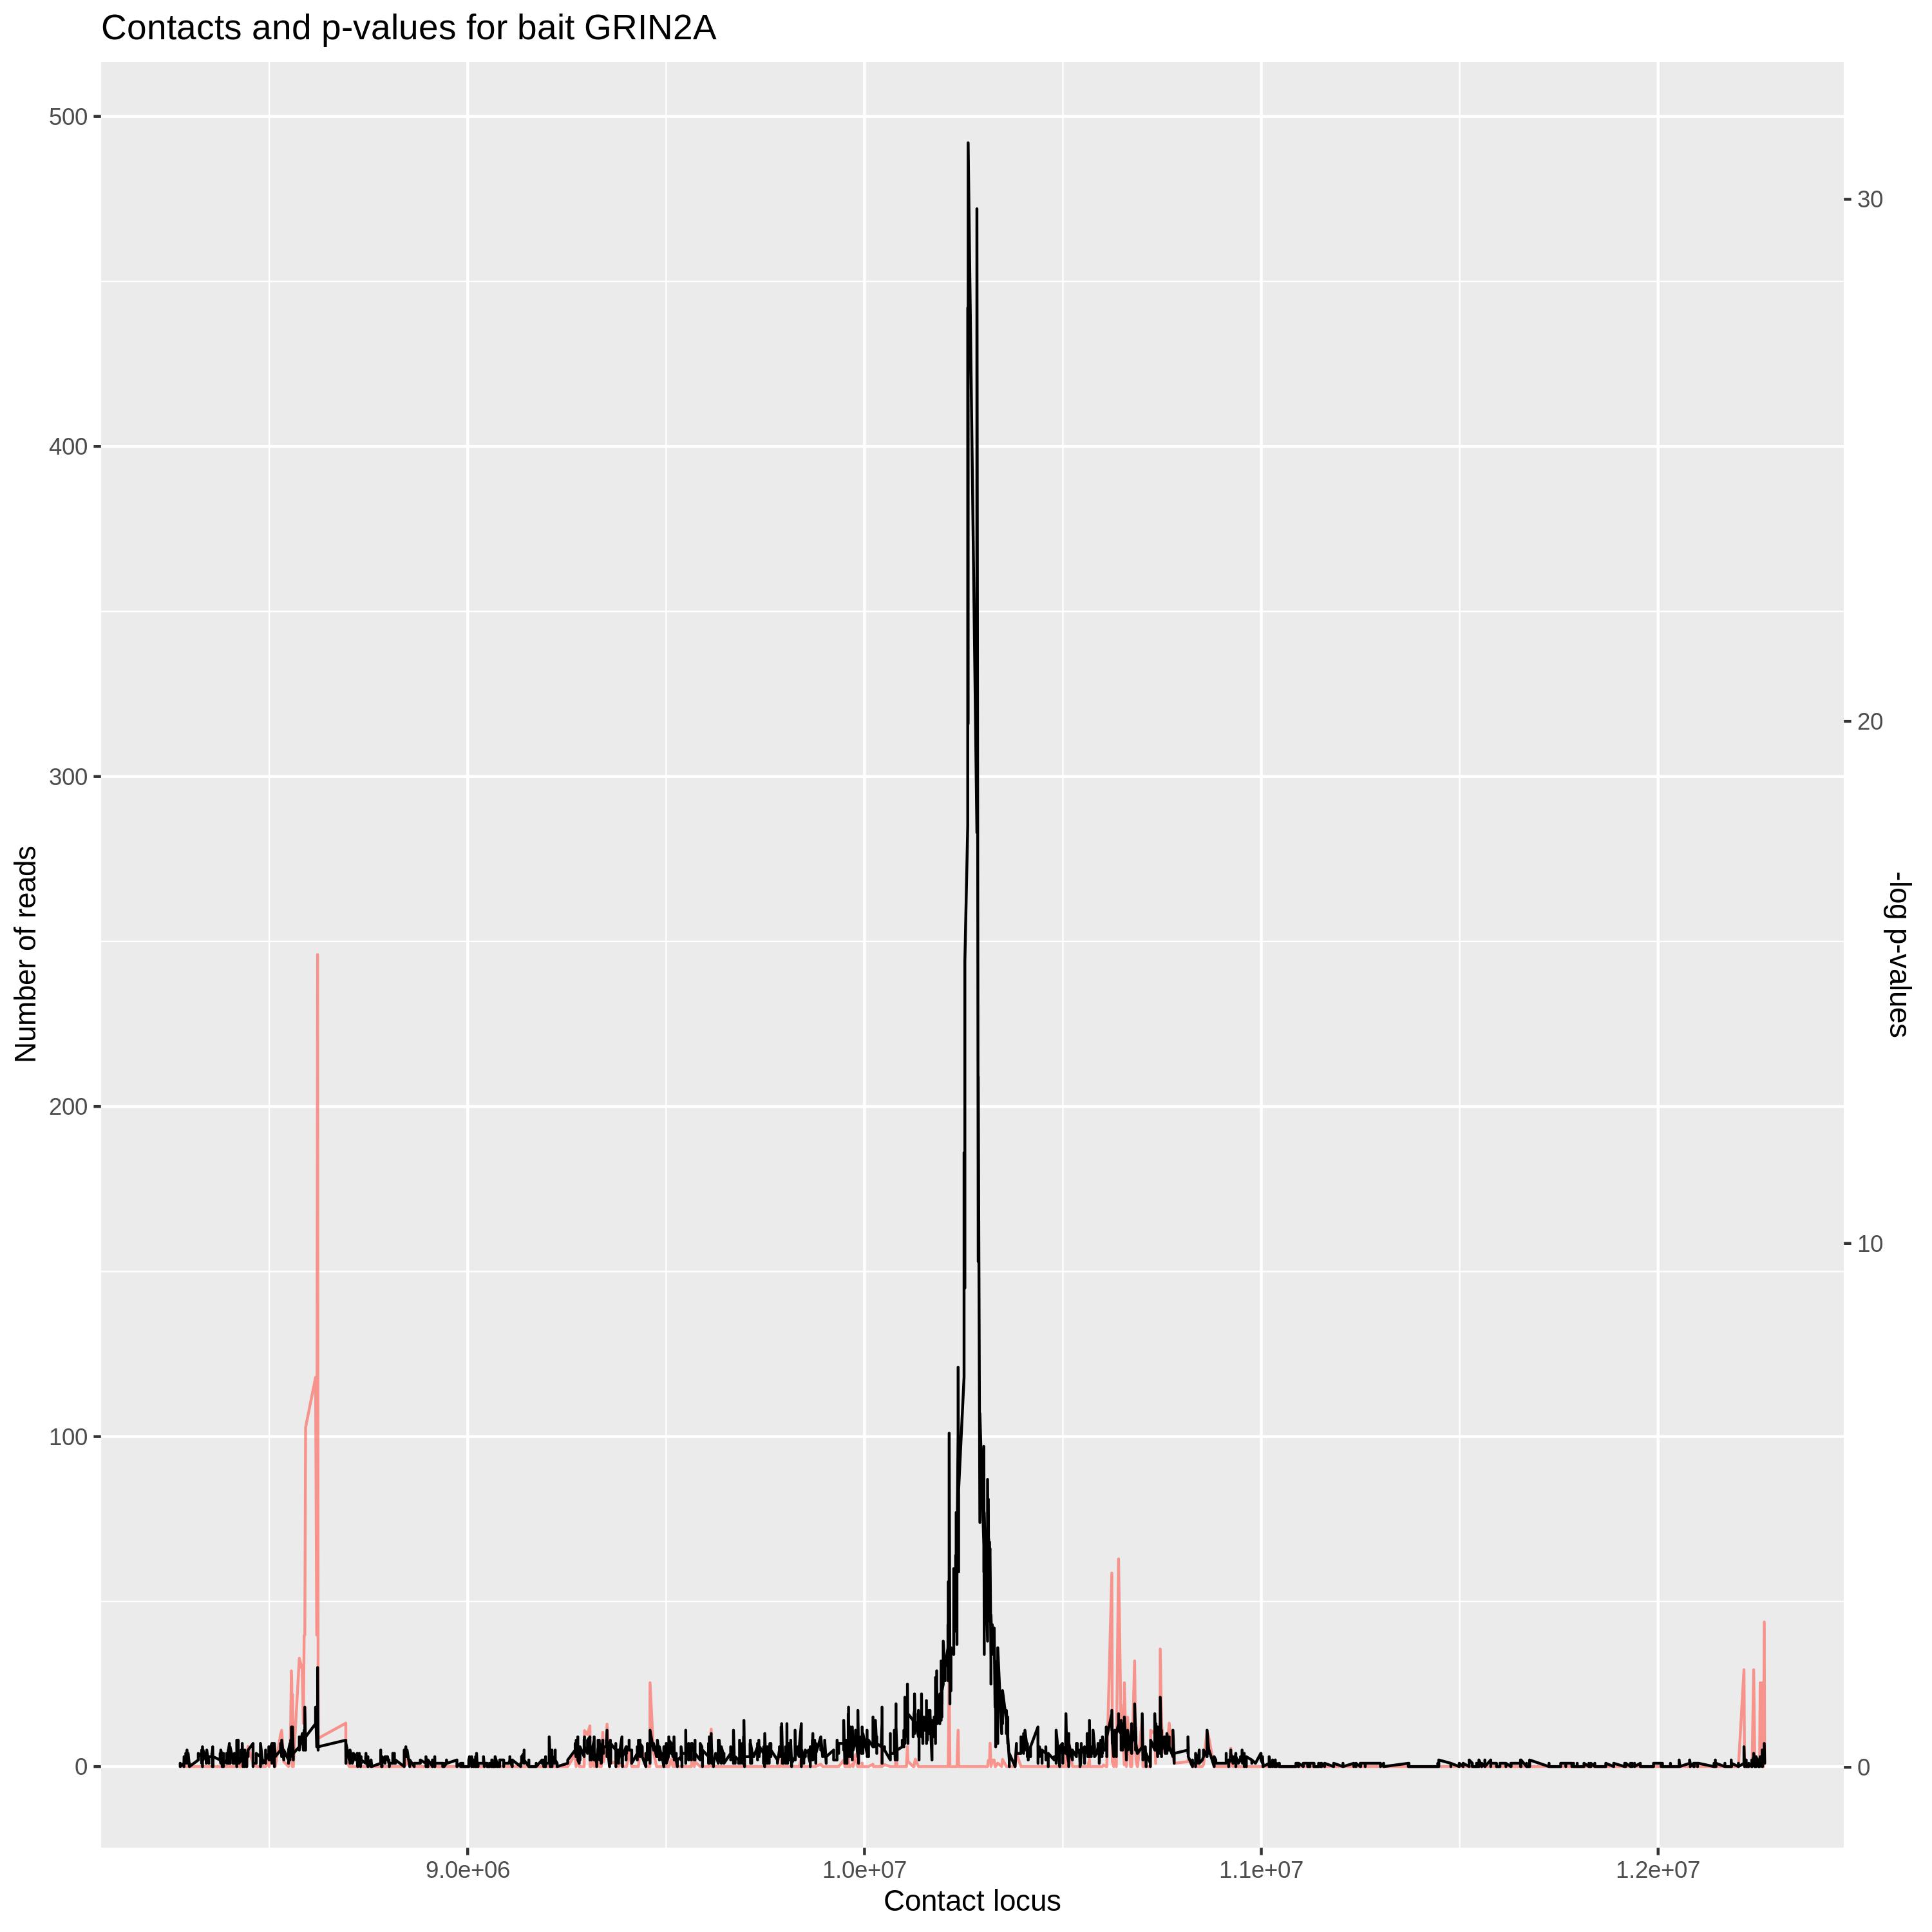 Contacts and p-values for bait GRIN2A
500
400
300
200
100
0
Number of reads
30
20
10
0
-log p-values
9.0e+06
1.0e+07
1.1e+07
1.2e+07
Contact locus